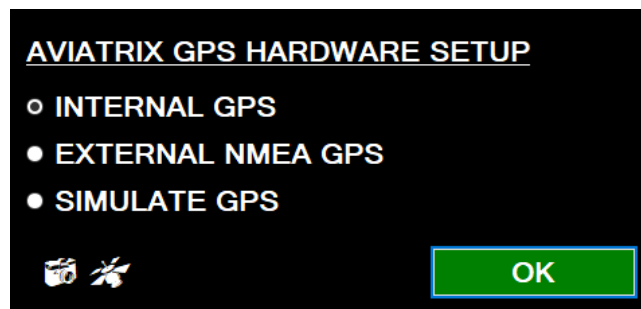 AVIATRIX GPS HARDWARE SETUP
INTERNAL GPS
EXTERNAL NMEA GPS
SIMULATE GPS
OK